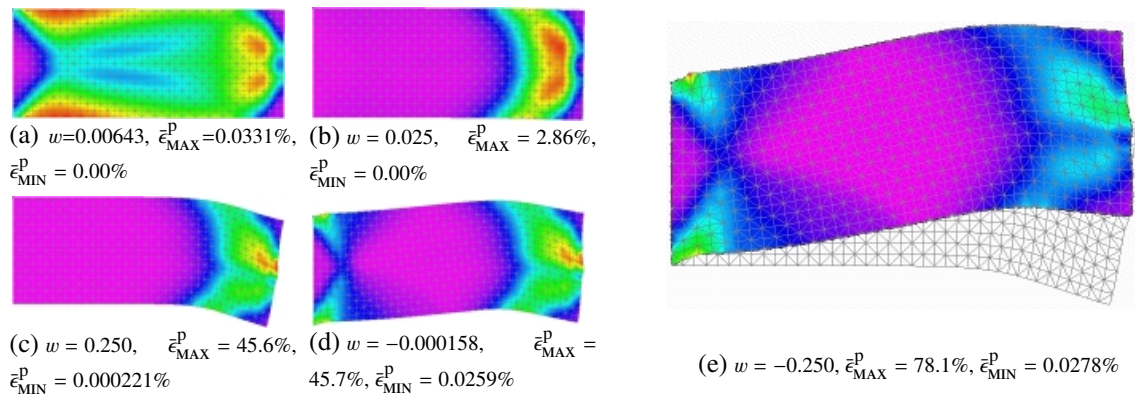 (a) w=0.00643, ε̄ᵖ_MAX=0.0331%,
ε̄ᵖ_MIN = 0.00%
(b) w = 0.025, ε̄ᵖ_MAX = 2.86%,
ε̄ᵖ_MIN = 0.00%
(c) w = 0.250, ε̄ᵖ_MAX = 45.6%,
ε̄ᵖ_MIN = 0.000221%
(d) w = −0.000158, ε̄ᵖ_MAX =
45.7%, ε̄ᵖ_MIN = 0.0259%
(e) w = −0.250, ε̄ᵖ_MAX = 78.1%, ε̄ᵖ_MIN = 0.0278%